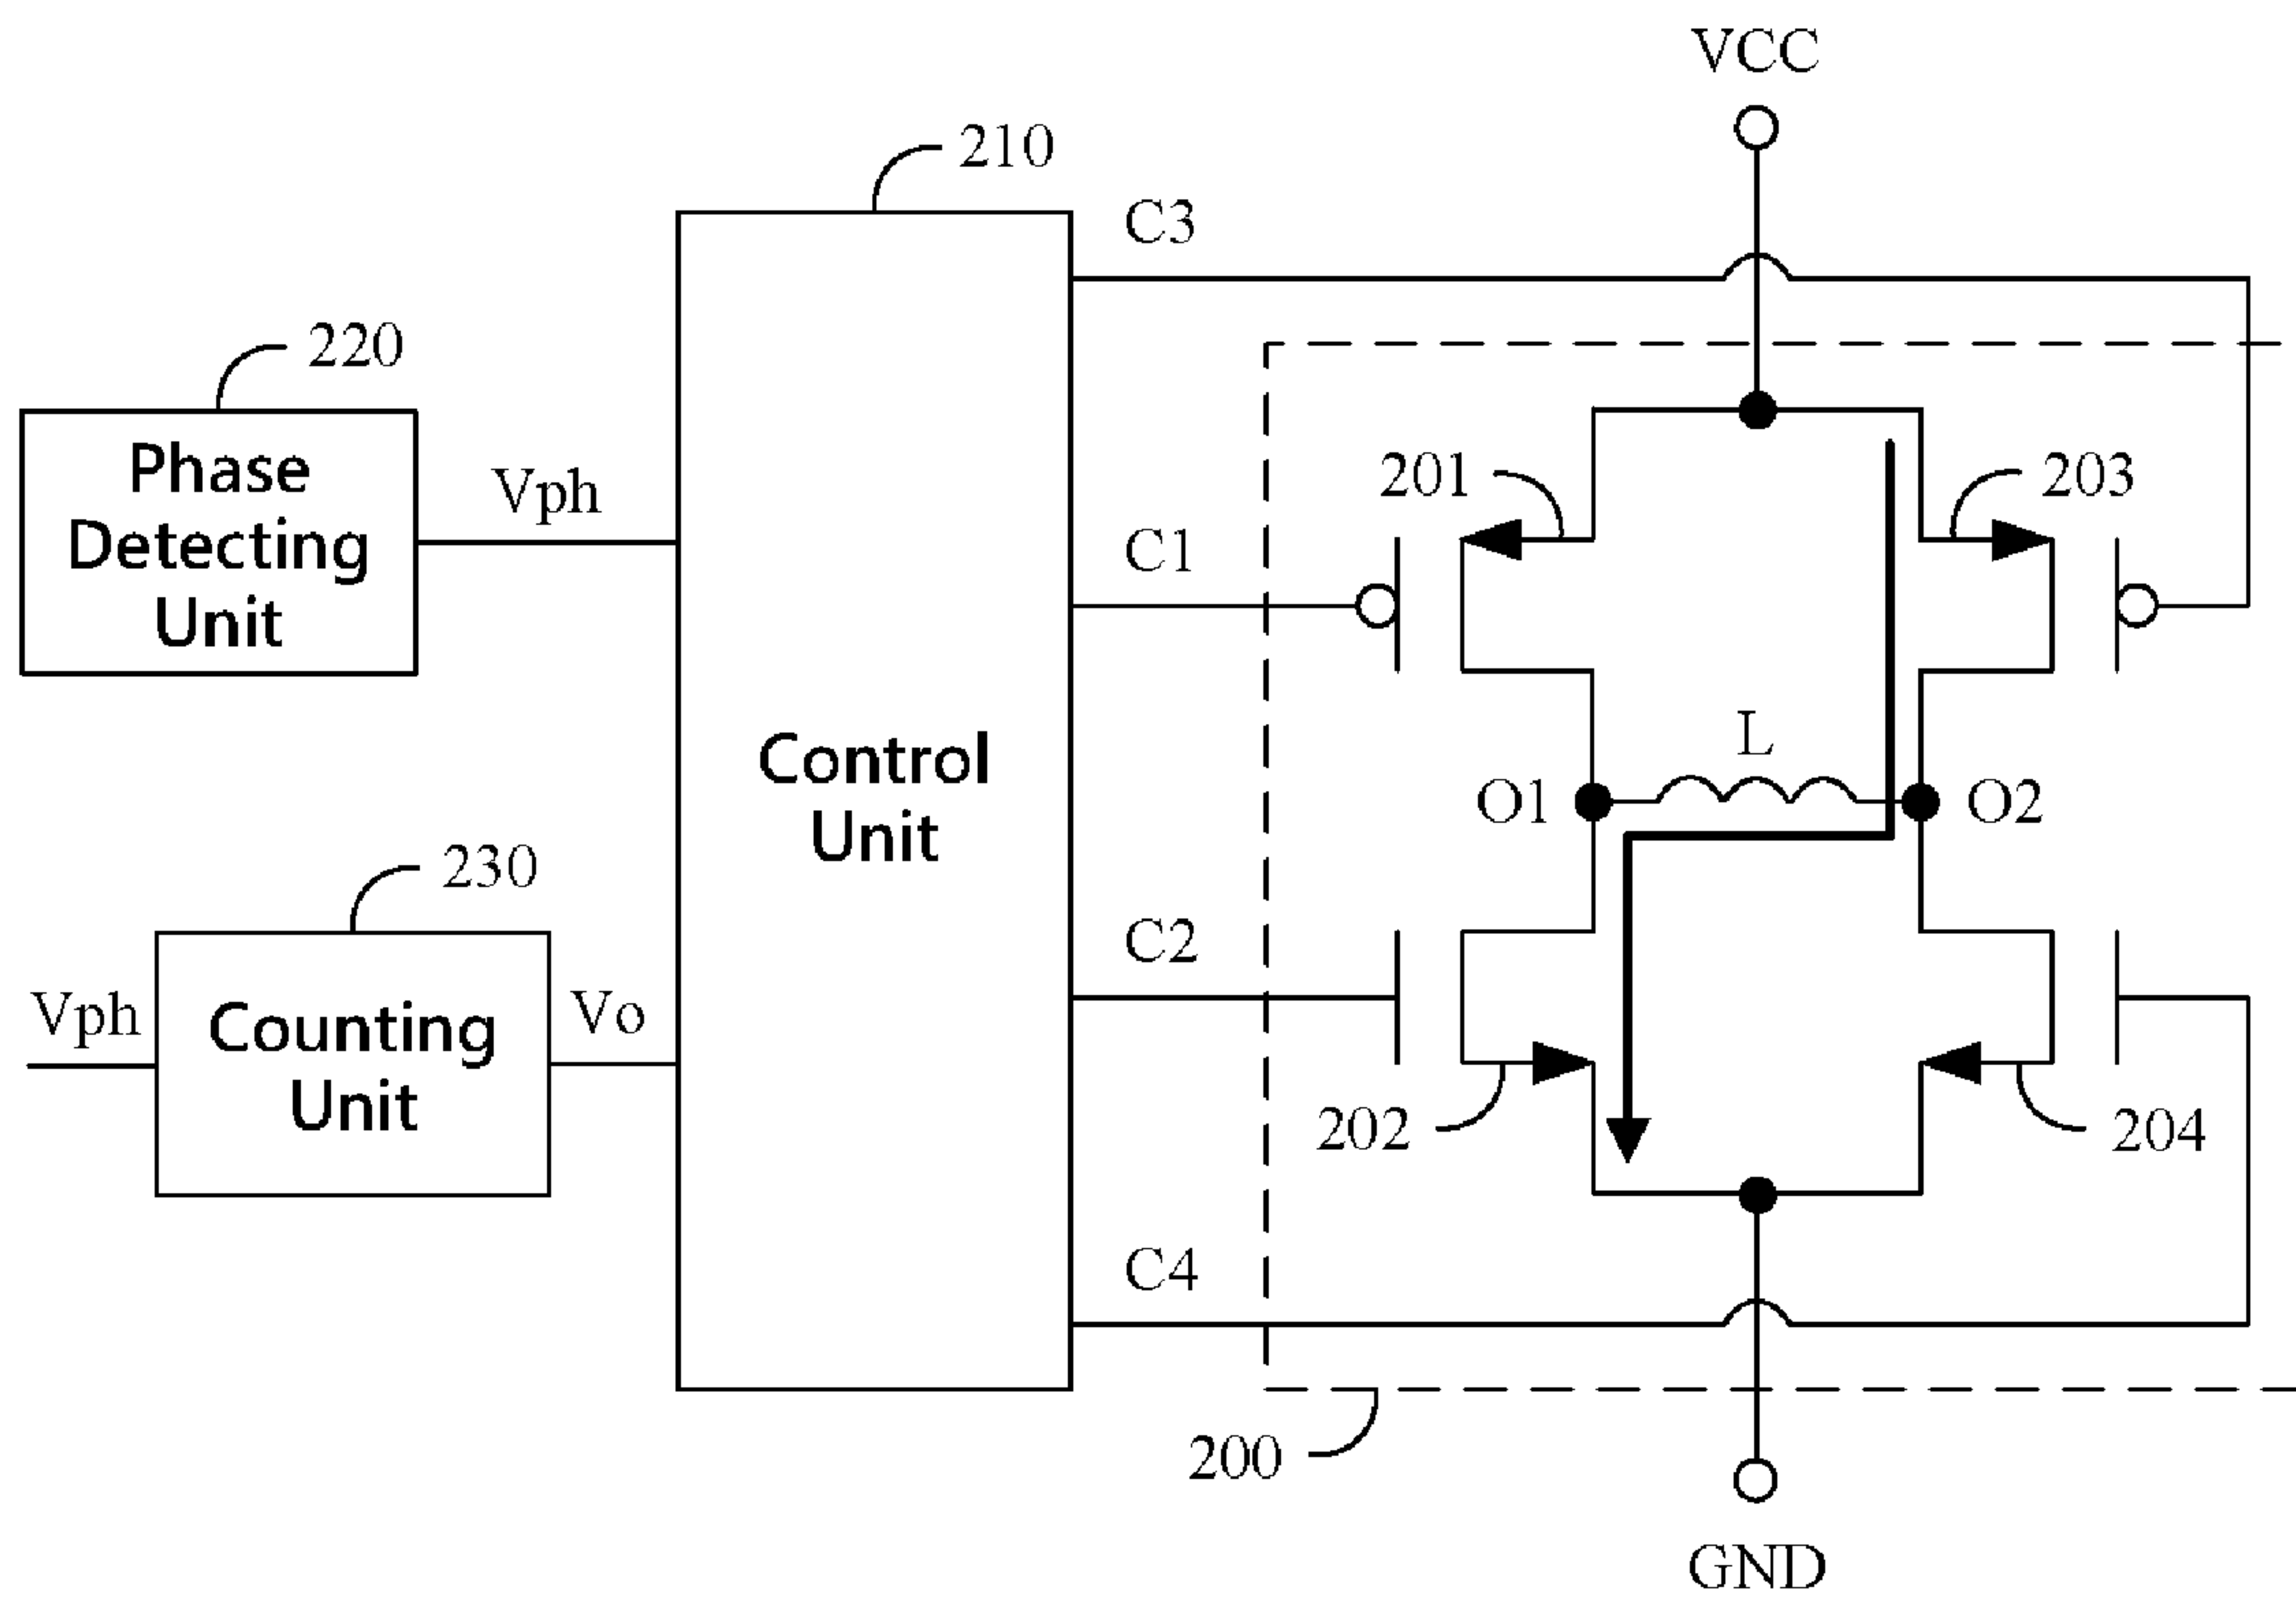 VCC
210
C3
220
Phase
Detecting
Unit
Vph
201
203
C1
Control
Unit
L
O1
O2
230
C2
Vph
Counting
Unit
Vo
202
204
C4
200
GND